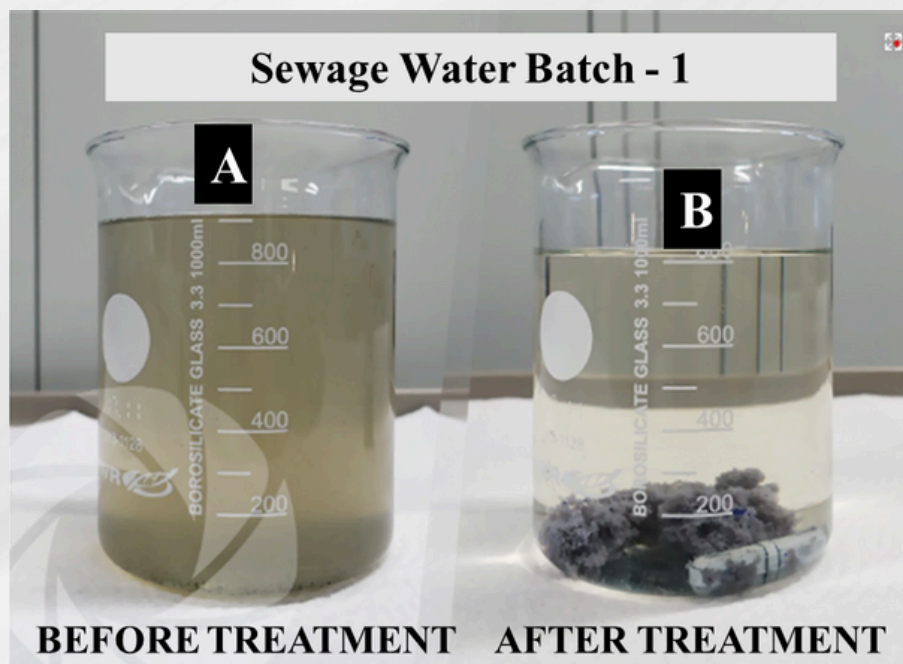 Sewage Water Batch - 1
A
B
800
600
400
200
BOROSILICATE GLASS 3.3 1000ml
600
400
200
BOROSILICATE GLASS 3.3 1000ml
BEFORE TREATMENT
AFTER TREATMENT